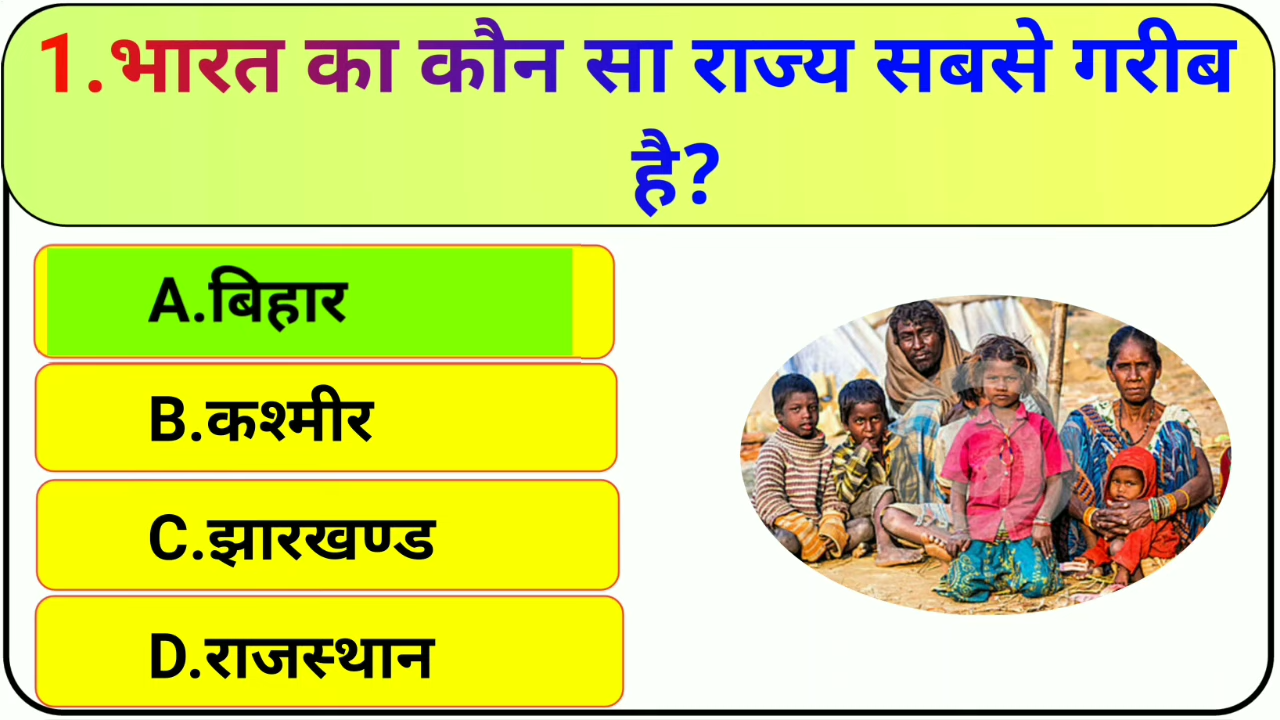 1.भारत का कौन सा राज्य सबसे गरीब
है?
A.बिहार
B.कश्मीर
C.झारखण्ड
D.राजस्थान